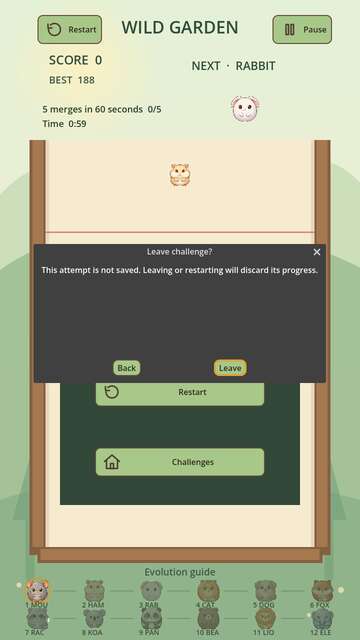 Restart
WILD GARDEN
Pause
SCORE 0
BEST 188
NEXT · RABBIT
5 merges in 60 seconds 0/5
Time 0:59
Leave challenge?
This attempt is not saved. Leaving or restarting will discard its progress.
Back
Leave
Restart
Challenges
Evolution guide
1 MOU
2 HAM
3 RAB
4 CAT
5 DOG
6 FOX
7 RAC
8 KOA
9 PAN
10 BEA
11 LIO
12 ELE